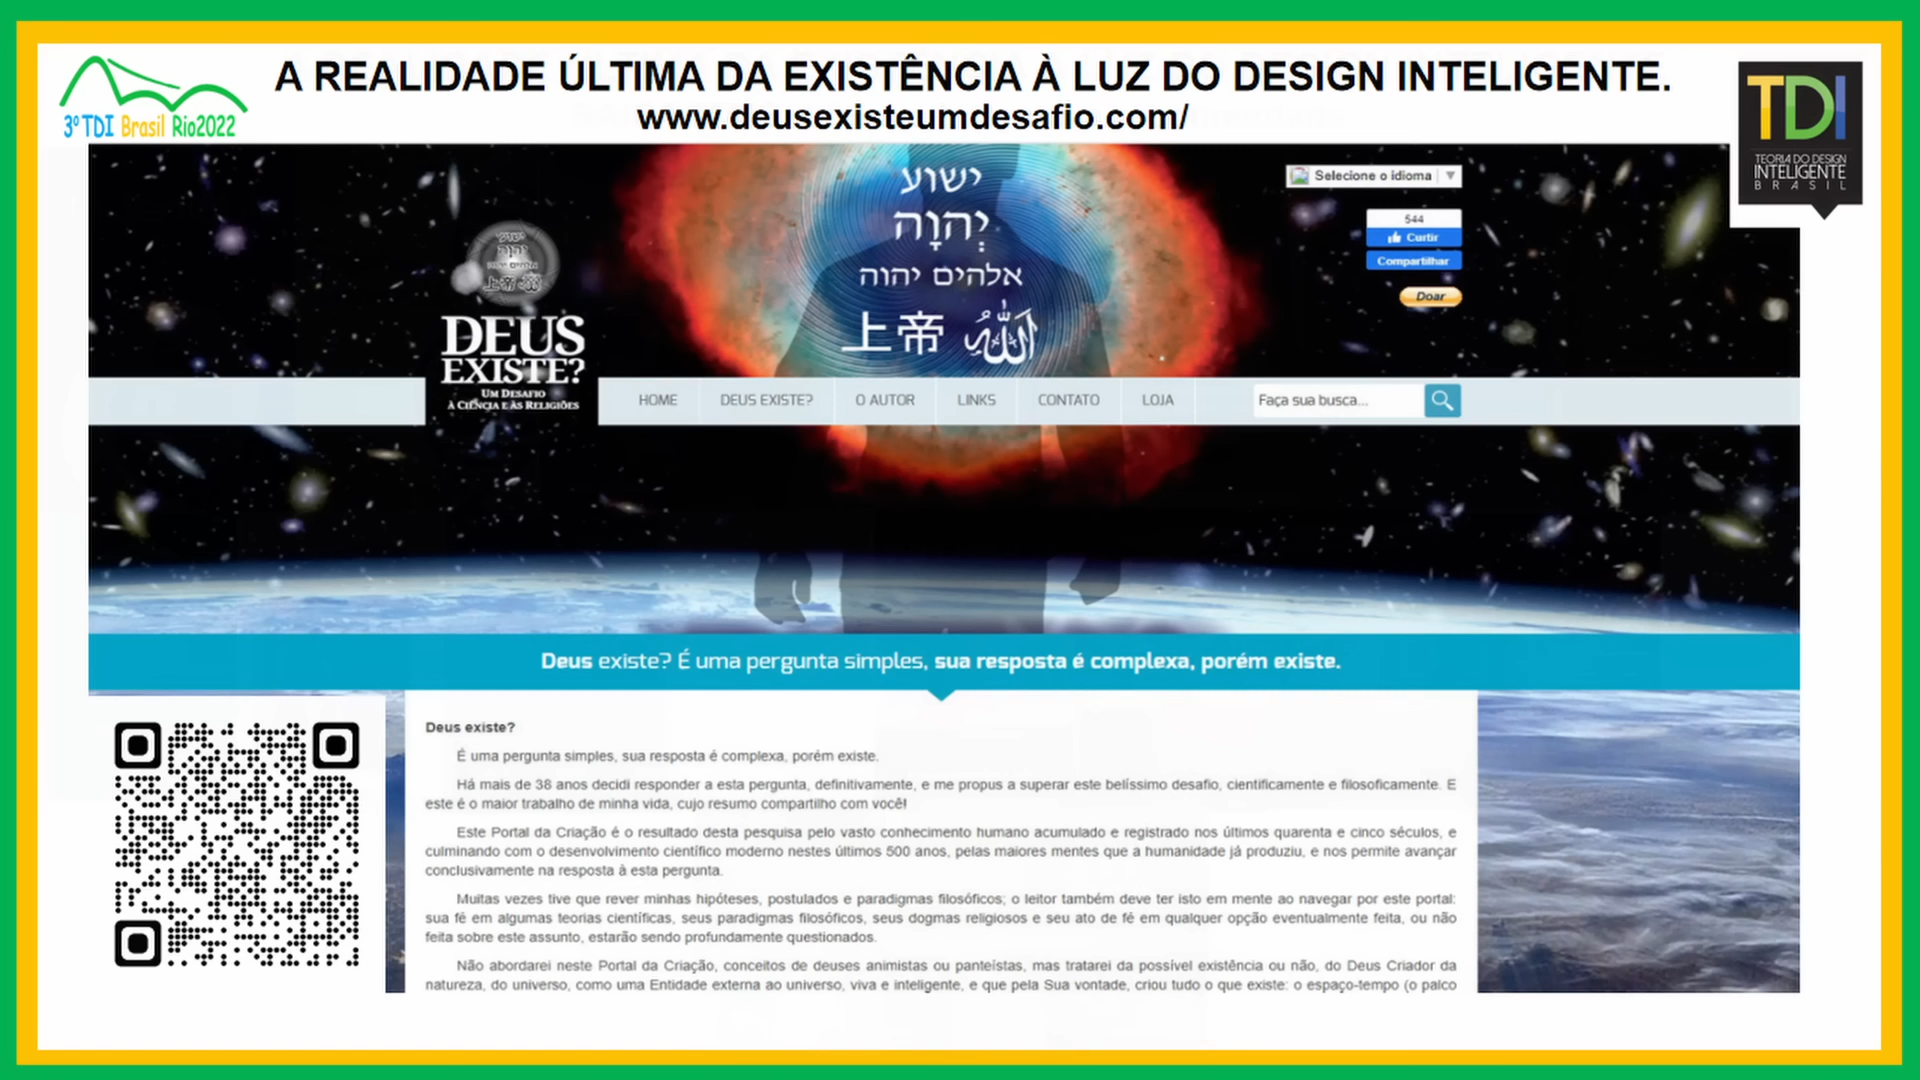 A REALIDADE ÚLTIMA DA EXISTÊNCIA À LUZ DO DESIGN INTELIGENTE.
www.deusexisteumdesafio.com/
3º TDI Brasil Rio2022
TDI
TEORIA DO DESIGN
INTELIGENTE
BRASIL
ישוע
יְהֹוָה
אלהים יהוה
上帝 الله
Selecione o idioma
544
Curtir
Compartilhar
Doar
ישוע
יהוה
אלהים יהוה
上帝 الله
DEUS
EXISTE?
UM DESAFIO
À CIÊNCIA E ÀS RELIGIÕES
HOME DEUS EXISTE? O AUTOR LINKS CONTATO LOJA Faça sua busca...
Deus existe? É uma pergunta simples, sua resposta é complexa, porém existe.
Deus existe?
É uma pergunta simples, sua resposta é complexa, porém existe.
Há mais de 38 anos decidi responder a esta pergunta, definitivamente, e me propus a superar este belíssimo desafio, cientificamente e filosoficamente. E
este é o maior trabalho de minha vida, cujo resumo compartilho com você!
Este Portal da Criação é o resultado desta pesquisa pelo vasto conhecimento humano acumulado e registrado nos últimos quarenta e cinco séculos, e
culminando com o desenvolvimento científico moderno nestes últimos 500 anos, pelas maiores mentes que a humanidade já produziu, e nos permite avançar
conclusivamente na resposta à esta pergunta.
Muitas vezes tive que rever minhas hipóteses, postulados e paradigmas filosóficos; o leitor também deve ter isto em mente ao navegar por este portal:
sua fé em algumas teorias científicas, seus paradigmas filosóficos, seus dogmas religiosos e seu ato de fé em qualquer opção eventualmente feita, ou não
feita sobre este assunto, estarão sendo profundamente questionados.
Não abordarei neste Portal da Criação, conceitos de deuses animistas ou panteístas, mas tratarei da possível existência ou não, do Deus Criador da
natureza, do universo, como uma Entidade externa ao universo, viva e inteligente, e que pela Sua vontade, criou tudo o que existe: o espaço-tempo (o palco